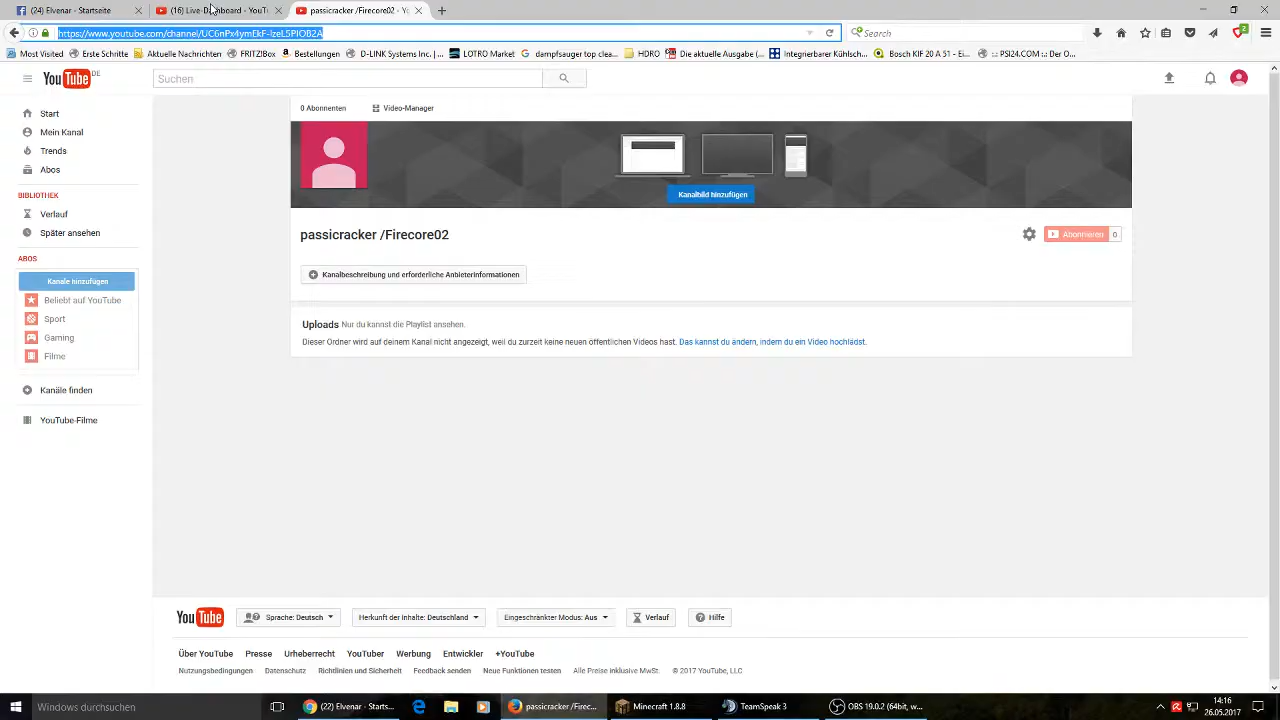 (24) Elvenar - Startseite
(16) Live-Dashboard - YouT
passicracker /Firecore02 - Yo
https://www.youtube.com/channel/UC6nPx4ymEkF-IzeL5PIOB2A
Search
2
Most Visited Erste Schritte Aktuelle Nachrichten FRITZ!Box Bestellungen D-LINK Systems Inc. |... LOTRO Market dampfsauger top clea... HDRO Die aktuelle Ausgabe (... Integrierbarer Kühlsch... Bosch KIF 20 A 51 - Ei... ::: PSI24.COM ::: Der O...
YouTube DE
Suchen
Start
Mein Kanal
Trends
Abos
BIBLIOTHEK
Verlauf
Später ansehen
ABOS
Kanäle hinzufügen
Beliebt auf YouTube
Sport
Gaming
Filme
Kanäle finden
YouTube-Filme
0 Abonnenten Video-Manager
Kanalbild hinzufügen
passicracker /Firecore02
Abonnieren 0
Kanalbeschreibung und erforderliche Anbieterinformationen
Uploads Nur du kannst die Playlist ansehen.
Dieser Ordner wird auf deinem Kanal nicht angezeigt, weil du zurzeit keine neuen öffentlichen Videos hast. Das kannst du ändern, indem du ein Video hochlädst.
YouTube Sprache: Deutsch Herkunft der Inhalte: Deutschland Eingeschränkter Modus: Aus Verlauf Hilfe
Über YouTube Presse Urheberrecht YouTuber Werbung Entwickler +YouTube
Nutzungsbedingungen Datenschutz Richtlinien und Sicherheit Feedback senden Neue Funktionen testen Alle Preise inklusive MwSt. © 2017 YouTube, LLC
Windows durchsuchen
(22) Elvenar - Starts...
passicracker /Firec...
Minecraft 1.8.8
TeamSpeak 3
OBS 19.0.2 (64bit, w...
14:16
26.05.2017